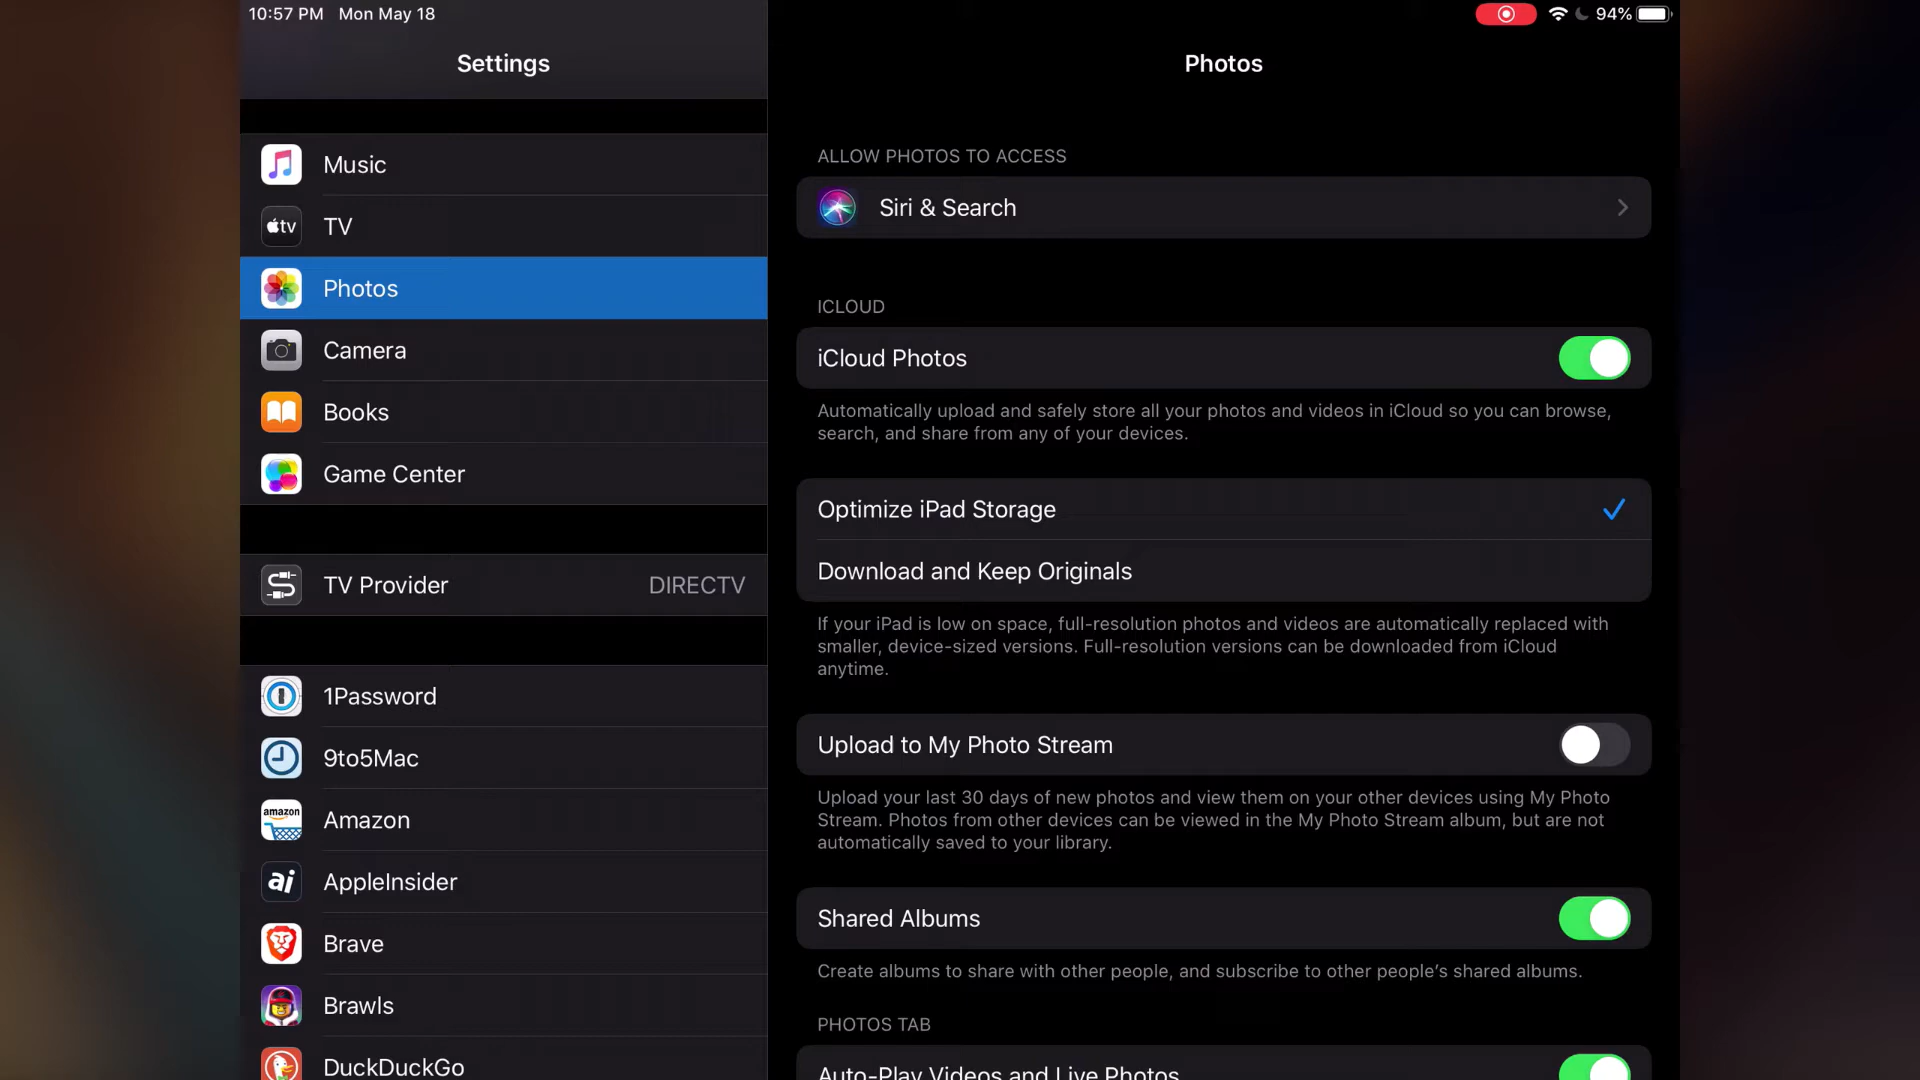 10:57 PM Mon May 18
94%
Settings
Photos
Music
tv
TV
Photos
Camera
Books
Game Center
TV Provider
DIRECTV
1Password
9to5Mac
amazon
Amazon
ai
AppleInsider
Brave
Brawls
DuckDuckGo
ALLOW PHOTOS TO ACCESS
Siri & Search
ICLOUD
iCloud Photos
Automatically upload and safely store all your photos and videos in iCloud so you can browse,
search, and share from any of your devices.
Optimize iPad Storage
Download and Keep Originals
If your iPad is low on space, full-resolution photos and videos are automatically replaced with
smaller, device-sized versions. Full-resolution versions can be downloaded from iCloud
anytime.
Upload to My Photo Stream
Upload your last 30 days of new photos and view them on your other devices using My Photo
Stream. Photos from other devices can be viewed in the My Photo Stream album, but are not
automatically saved to your library.
Shared Albums
Create albums to share with other people, and subscribe to other people's shared albums.
PHOTOS TAB
Auto-Play Videos and Live Photos